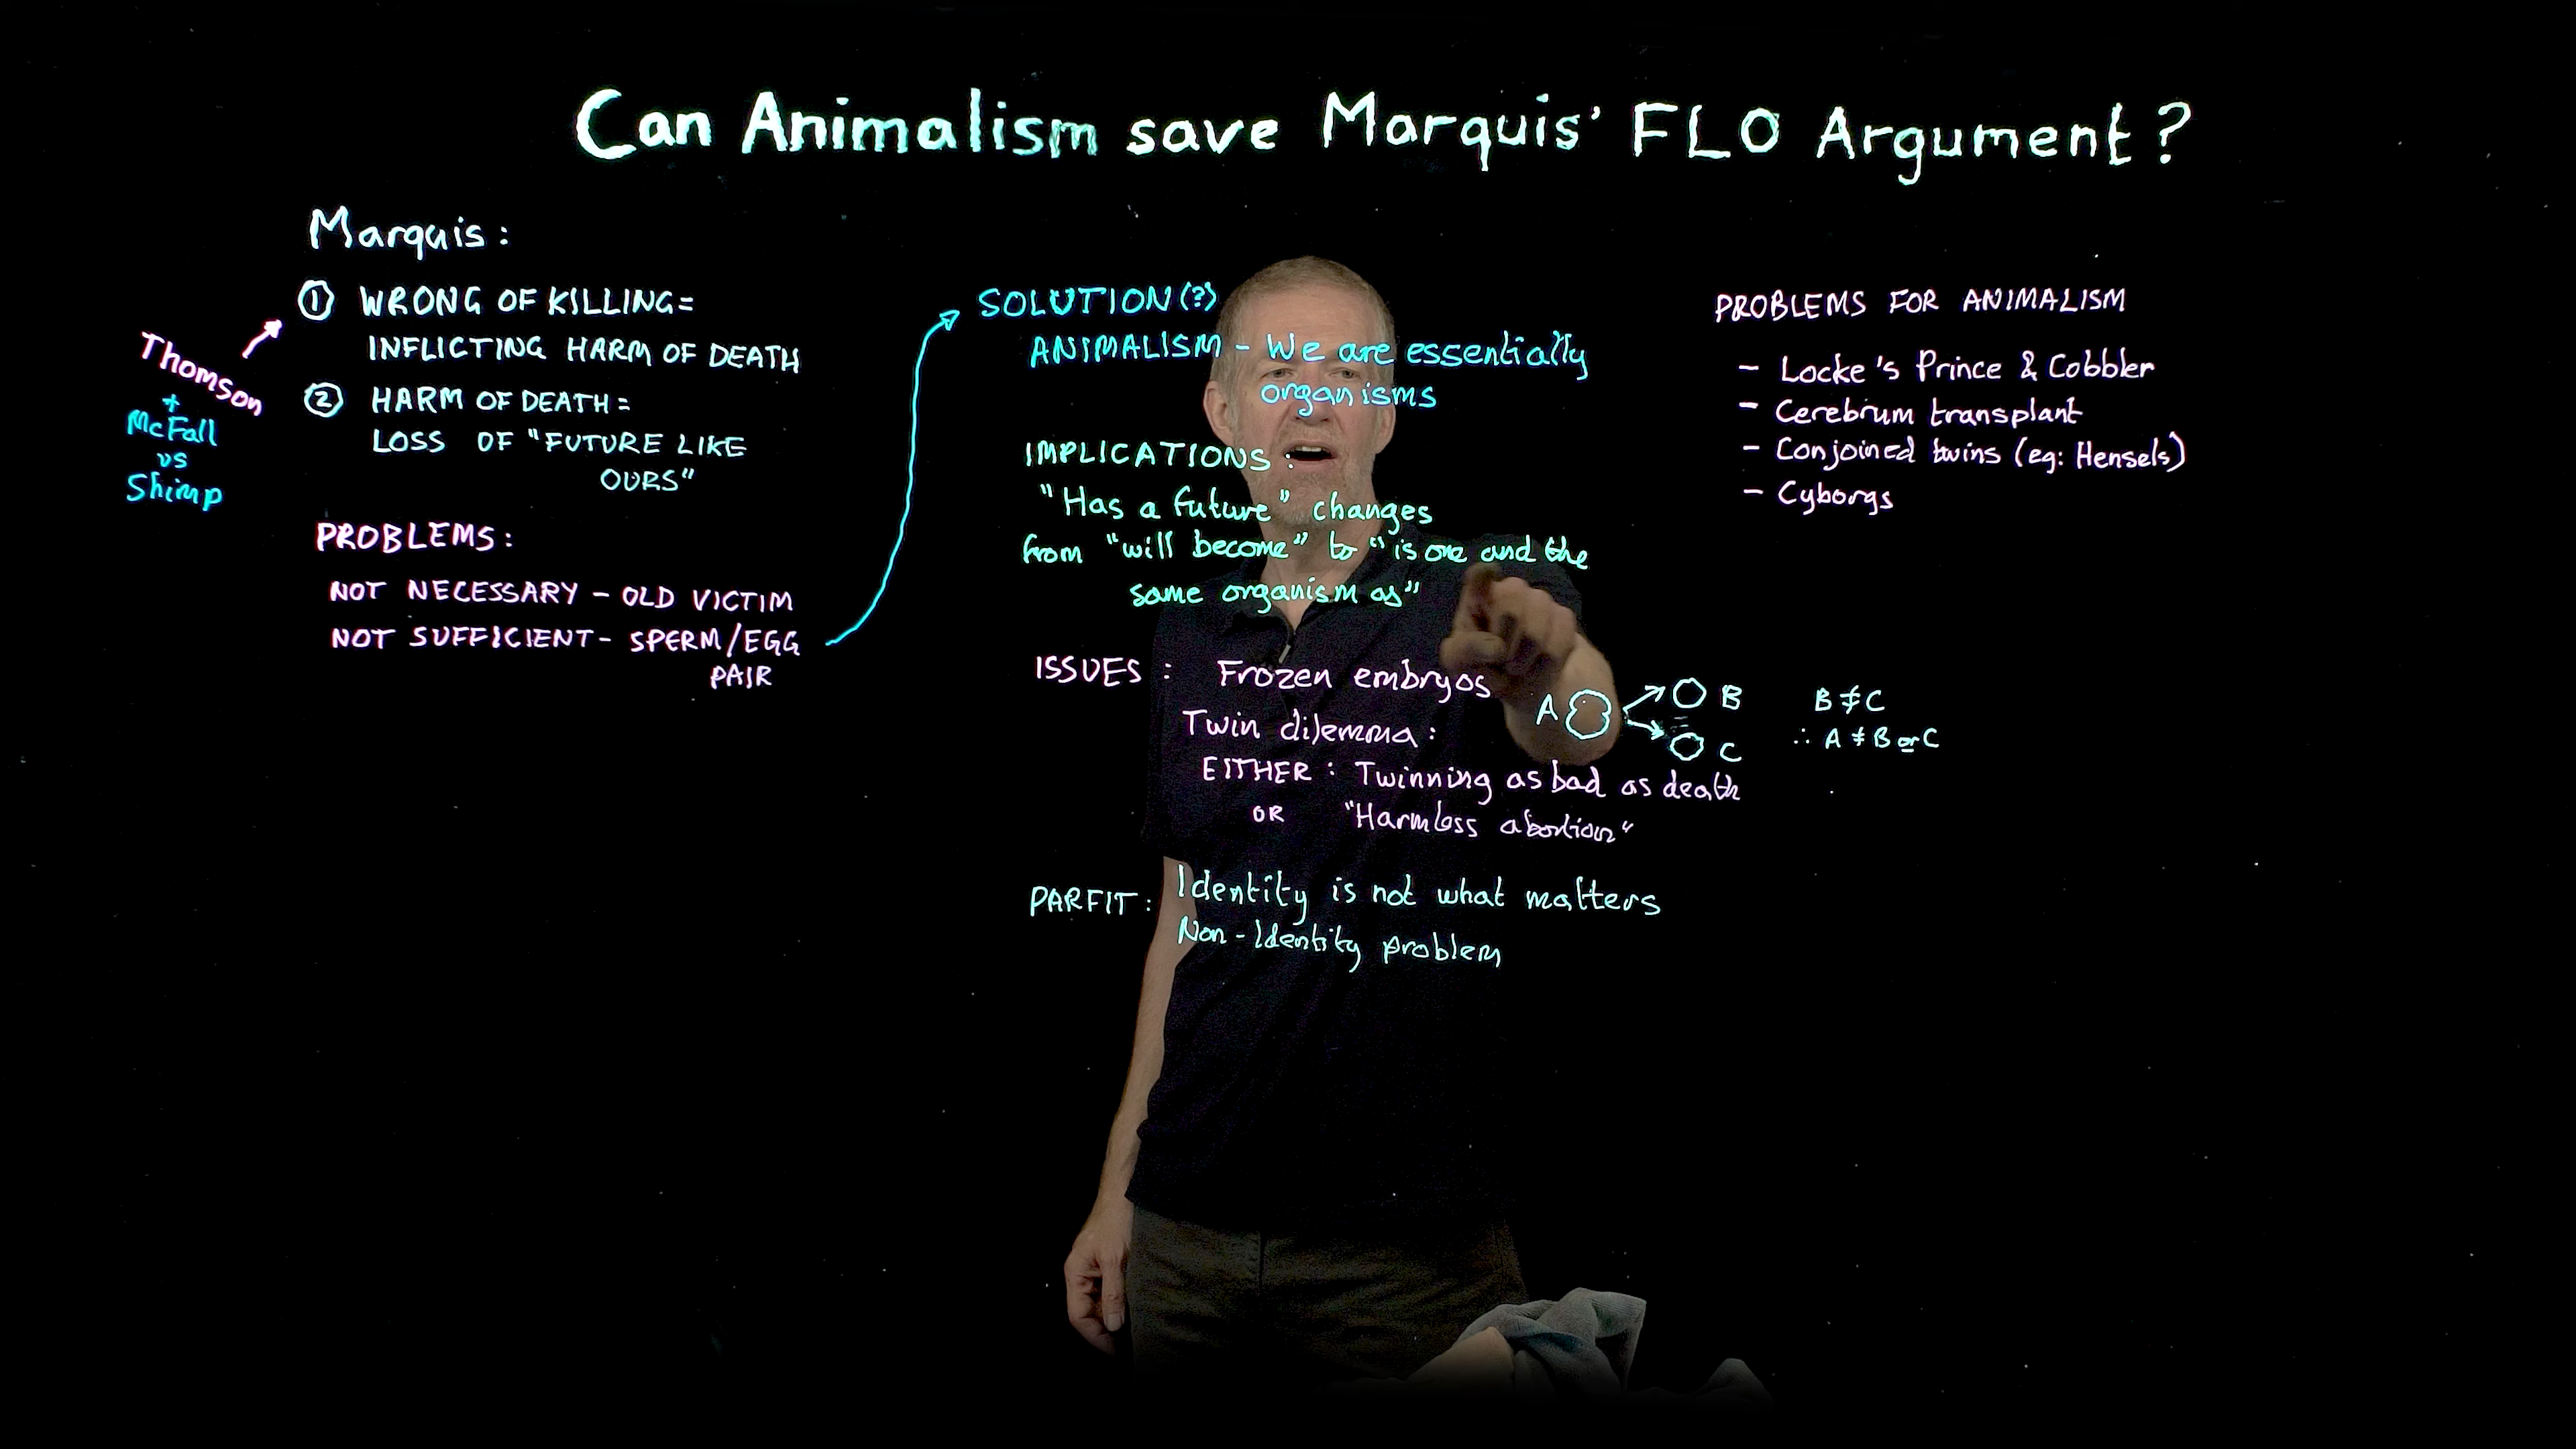 Can Animalism save Marquis' FLO Argument?
Marquis:
① WRONG OF KILLING =
INFLICTING HARM OF DEATH
② HARM OF DEATH =
LOSS OF "FUTURE LIKE
OURS"
Thomson
+
McFall
vs
Shimp
PROBLEMS:
NOT NECESSARY - OLD VICTIM
NOT SUFFICIENT - SPERM/EGG
PAIR
SOLUTION(?)
ANIMALISM - We are essentially
organisms
IMPLICATIONS:
"Has a future" changes
from "will become" to "is one and the
same organism as"
ISSUES: Frozen embryos
Twin dilemma:
EITHER: Twinning as bad as death
OR "Harmless abortion"
A
B
=
C
B ≠ C
∴ A ≠ B or C
PARFIT: Identity is not what matters
Non-Identity problem
PROBLEMS FOR ANIMALISM
- Locke's Prince & Cobbler
- Cerebrum transplant
- Conjoined twins (eg: Hensels)
- Cyborgs